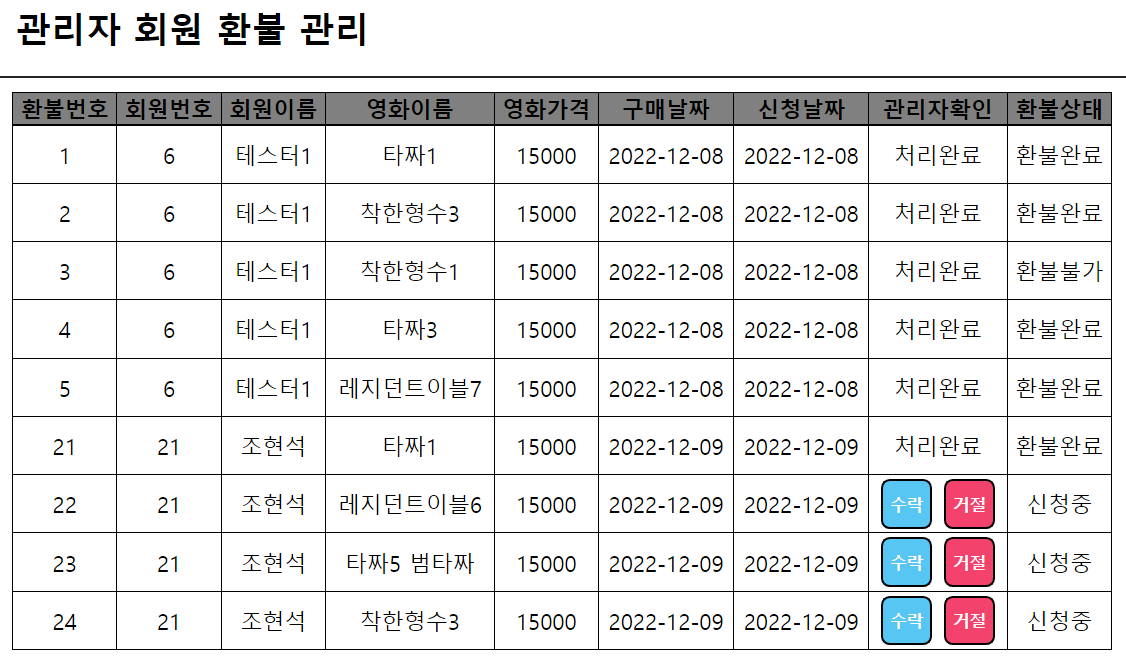 관리자 회원 환불 관리
환불번호 회원번호 회원이름 영화이름 영화가격 구매날짜 신청날짜 관리자확인 환불상태
1 6 테스터1 타짜1 15000 2022-12-08 2022-12-08 처리완료 환불완료
2 6 테스터1 착한형수3 15000 2022-12-08 2022-12-08 처리완료 환불완료
3 6 테스터1 착한형수1 15000 2022-12-08 2022-12-08 처리완료 환불불가
4 6 테스터1 타짜3 15000 2022-12-08 2022-12-08 처리완료 환불완료
5 6 테스터1 레지던트이블7 15000 2022-12-08 2022-12-08 처리완료 환불완료
21 21 조현석 타짜1 15000 2022-12-09 2022-12-09 처리완료 환불완료
22 21 조현석 레지던트이블6 15000 2022-12-09 2022-12-09 수락 거절 신청중
23 21 조현석 타짜5 범타짜 15000 2022-12-09 2022-12-09 수락 거절 신청중
24 21 조현석 착한형수3 15000 2022-12-09 2022-12-09 수락 거절 신청중